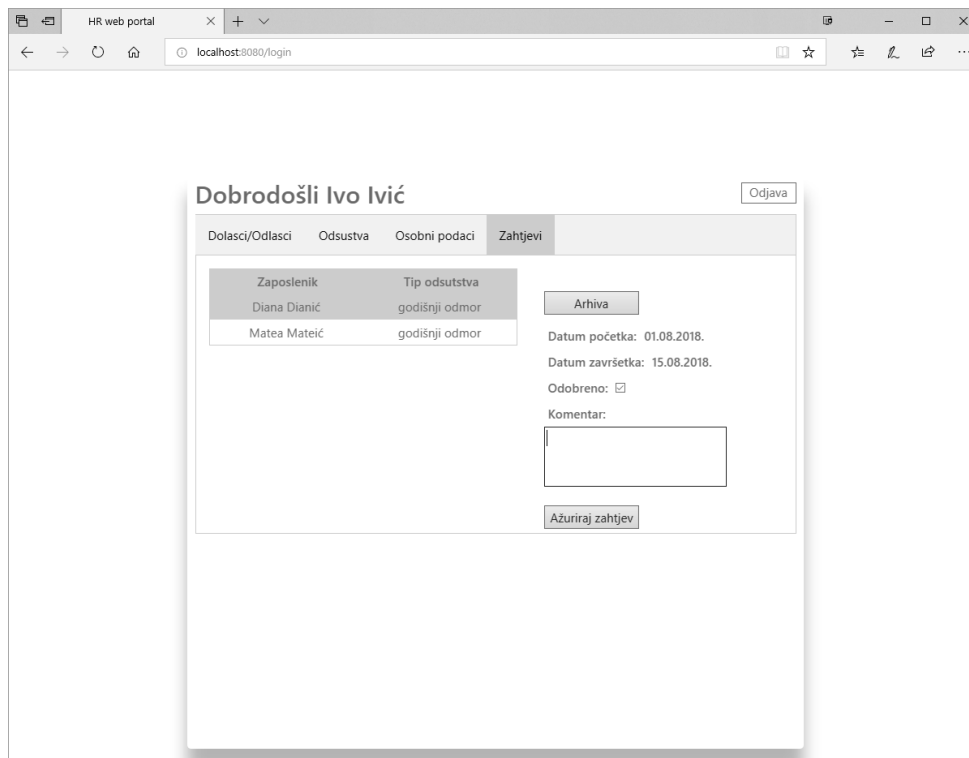 HR web portal
localhost:8080/login
Dobrodošli Ivo Ivić
Odjava
Dolasci/Odlasci Odsustva Osobni podaci Zahtjevi
Zaposlenik Tip odsutstva
Diana Dianić godišnji odmor
Matea Mateić godišnji odmor
Arhiva
Datum početka: 01.08.2018.
Datum završetka: 15.08.2018.
Odobreno:
Komentar:
Ažuriraj zahtjev